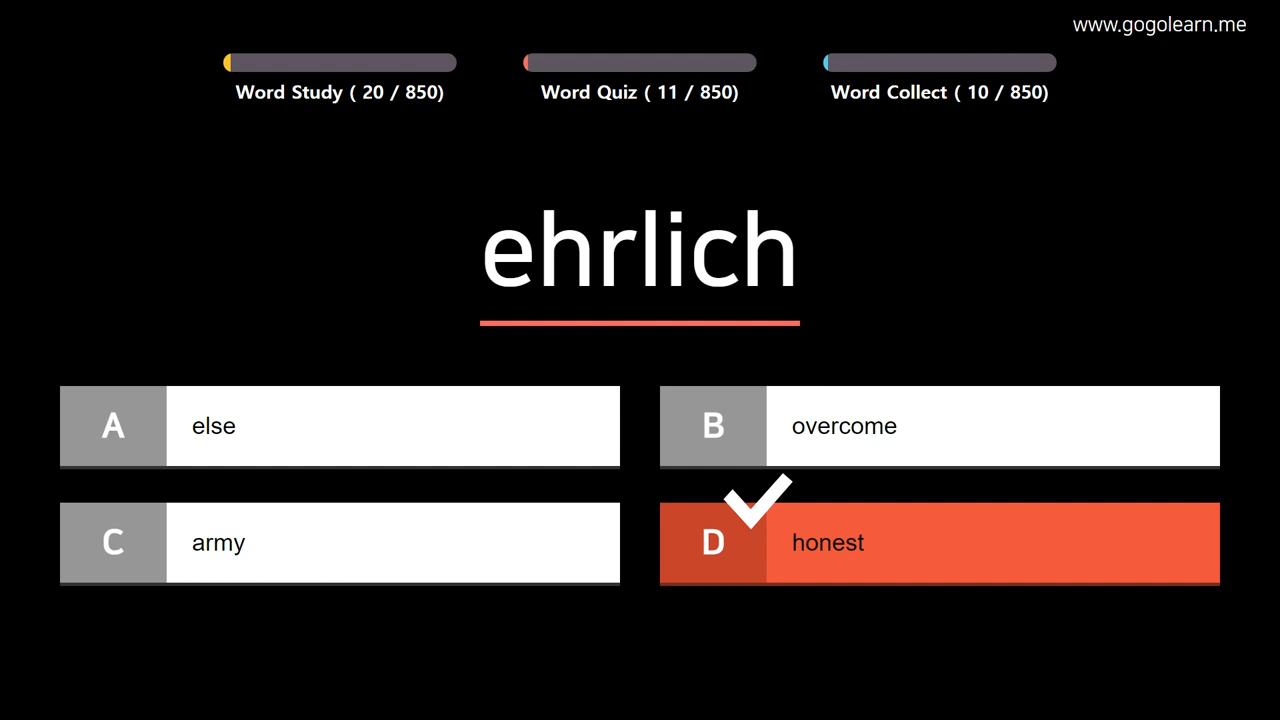 www.gogolearn.me
Word Study ( 20 / 850)
Word Quiz ( 11 / 850)
Word Collect ( 10 / 850)
ehrlich
A else
B overcome
C army
D honest